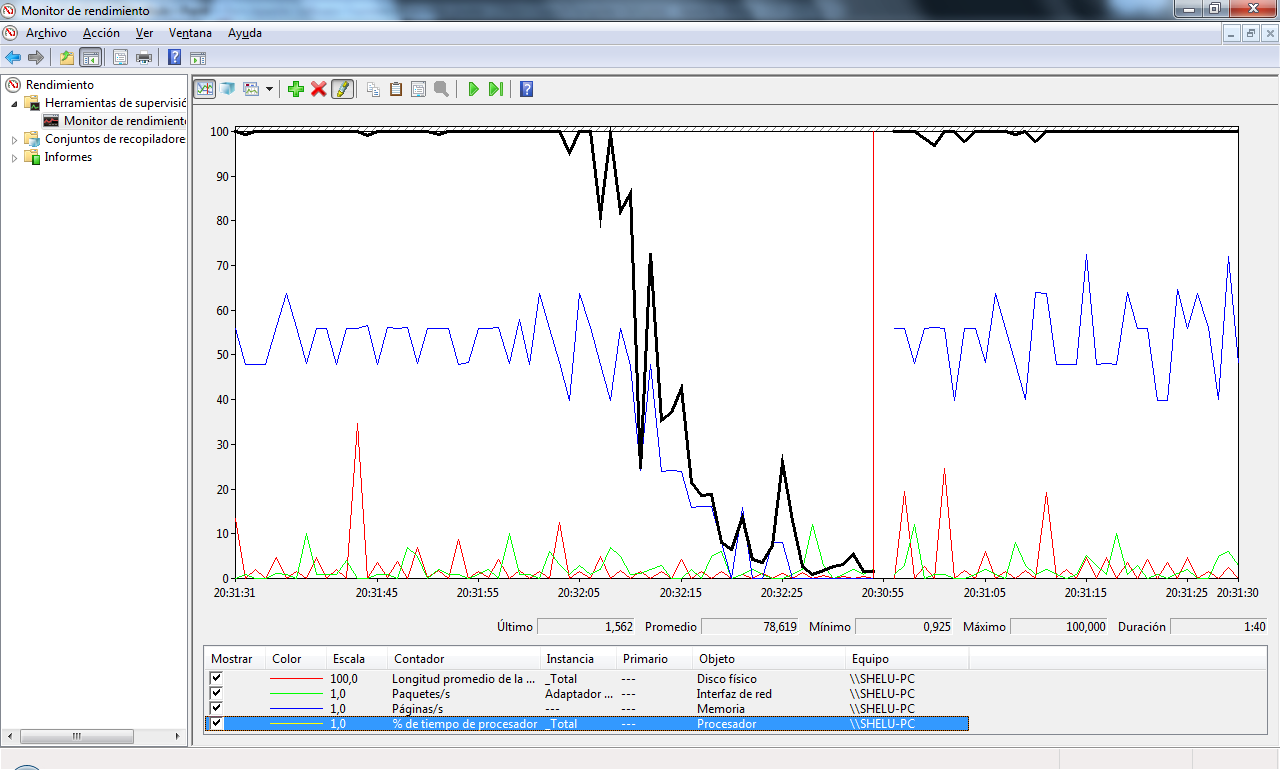 Monitor de rendimiento
Archivo Acción Ver Ventana Ayuda
Rendimiento
Herramientas de supervisió
Monitor de rendimient
Conjuntos de recopiladore
Informes
100
90
80
70
60
50
40
30
20
10
0
20:31:31 20:31:45 20:31:55 20:32:05 20:32:15 20:32:25 20:30:55 20:31:05 20:31:15 20:31:25 20:31:30
Último 1,562 Promedio 78,619 Mínimo 0,925 Máximo 100,000 Duración 1:40
Mostrar Color Escala Contador Instancia Primario Objeto Equipo
100,0 Longitud promedio de la ... _Total --- Disco físico \\SHELU-PC
1,0 Paquetes/s Adaptador ... --- Interfaz de red \\SHELU-PC
1,0 Páginas/s --- --- Memoria \\SHELU-PC
1,0 % de tiempo de procesador _Total --- Procesador \\SHELU-PC